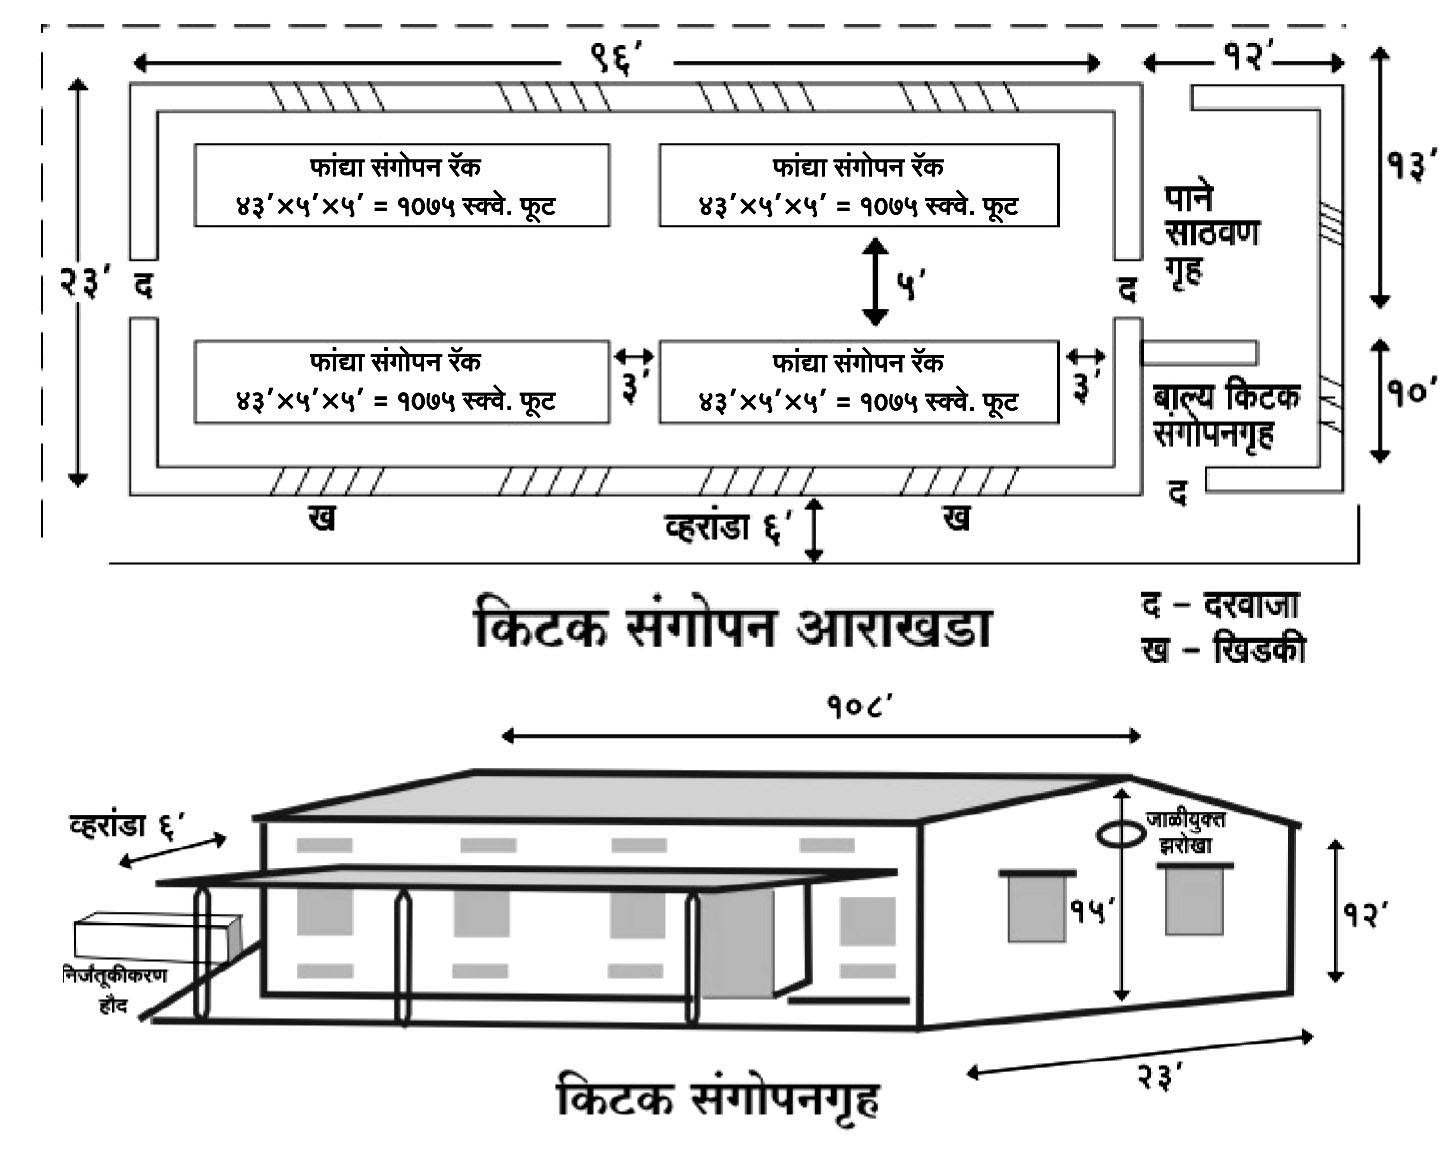 ९६'
१२'
फांद्या संगोपन रॅक
४३'×५'×५' = १०७५ स्क्वे. फूट
फांद्या संगोपन रॅक
४३'×५'×५' = १०७५ स्क्वे. फूट
१३'
पाने
साठवण
गृह
२३'
द
५'
द
फांद्या संगोपन रॅक
४३'×५'×५' = १०७५ स्क्वे. फूट
३'
फांद्या संगोपन रॅक
४३'×५'×५' = १०७५ स्क्वे. फूट
३'
बाल्य किटक
संगोपनगृह
१०'
द
ख
व्हरांडा ६'
ख
किटक संगोपन आराखडा
द – दरवाजा
ख – खिडकी
१०८'
व्हरांडा ६'
जाळीयुक्त
झरोखा
१५'
१२'
निर्जंतूकीकरण
हौद
२३'
किटक संगोपनगृह